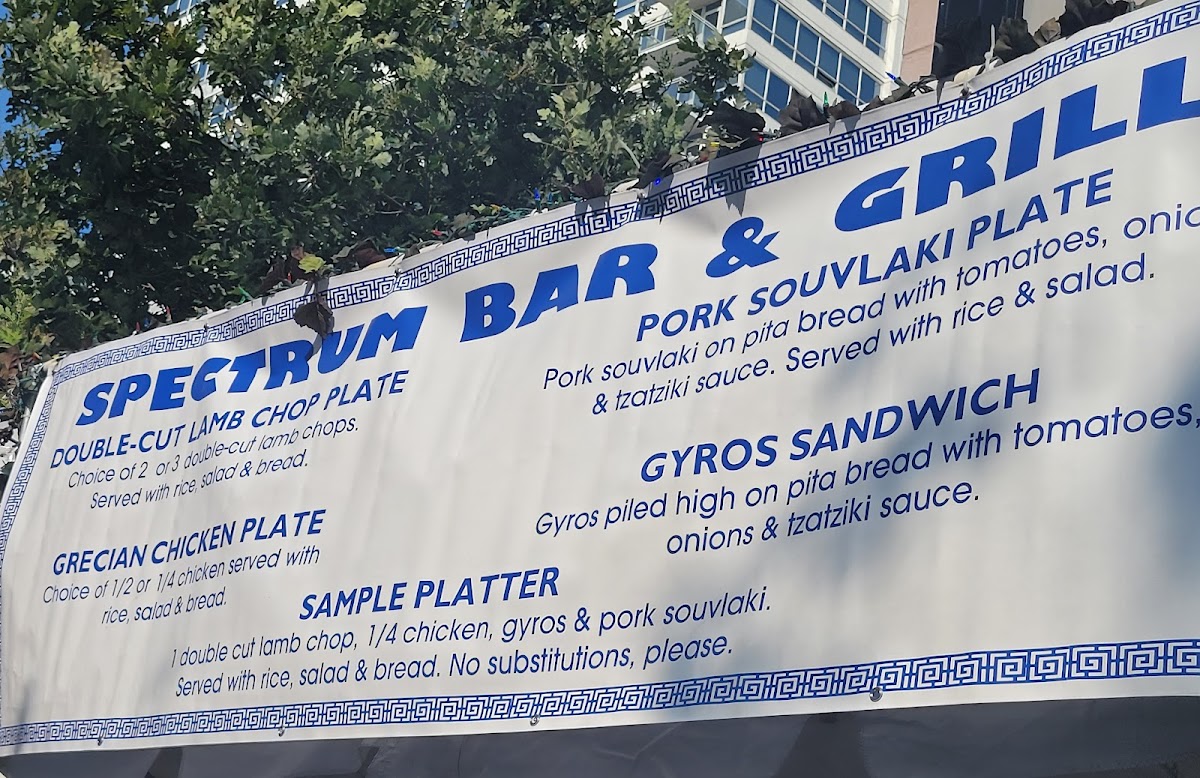 SPECTRUM BAR & GRILL
DOUBLE-CUT LAMB CHOP PLATE
Choice of 2 or 3 double-cut lamb chops.
Served with rice, salad & bread.
GRECIAN CHICKEN PLATE
Choice of 1/2 or 1/4 chicken served with
rice, salad & bread.
PORK SOUVLAKI PLATE
Pork souvlaki on pita bread with tomatoes, onio
& tzatziki sauce. Served with rice & salad.
GYROS SANDWICH
Gyros piled high on pita bread with tomatoes,
onions & tzatziki sauce.
SAMPLE PLATTER
1 double cut lamb chop, 1/4 chicken, gyros & pork souvlaki.
Served with rice, salad & bread. No substitutions, please.